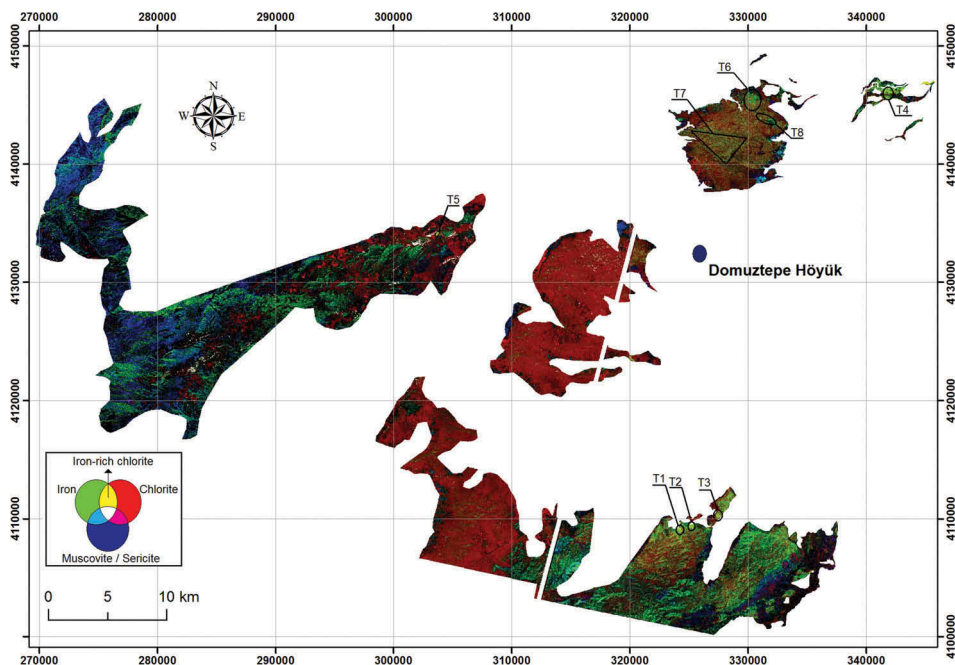 270000 280000 290000 300000 310000 320000 330000 340000
4150000
4150000
N
W E
S
T6
T7
T4
T8
4140000
4140000
T5
Domuztepe Höyük
4130000
4130000
4120000
4120000
Iron-rich chlorite
Iron Chlorite
Muscovite / Sericite
T1 T2 T3
4110000
4110000
0 5 10 km
4100000
4100000
270000 280000 290000 300000 310000 320000 330000 340000